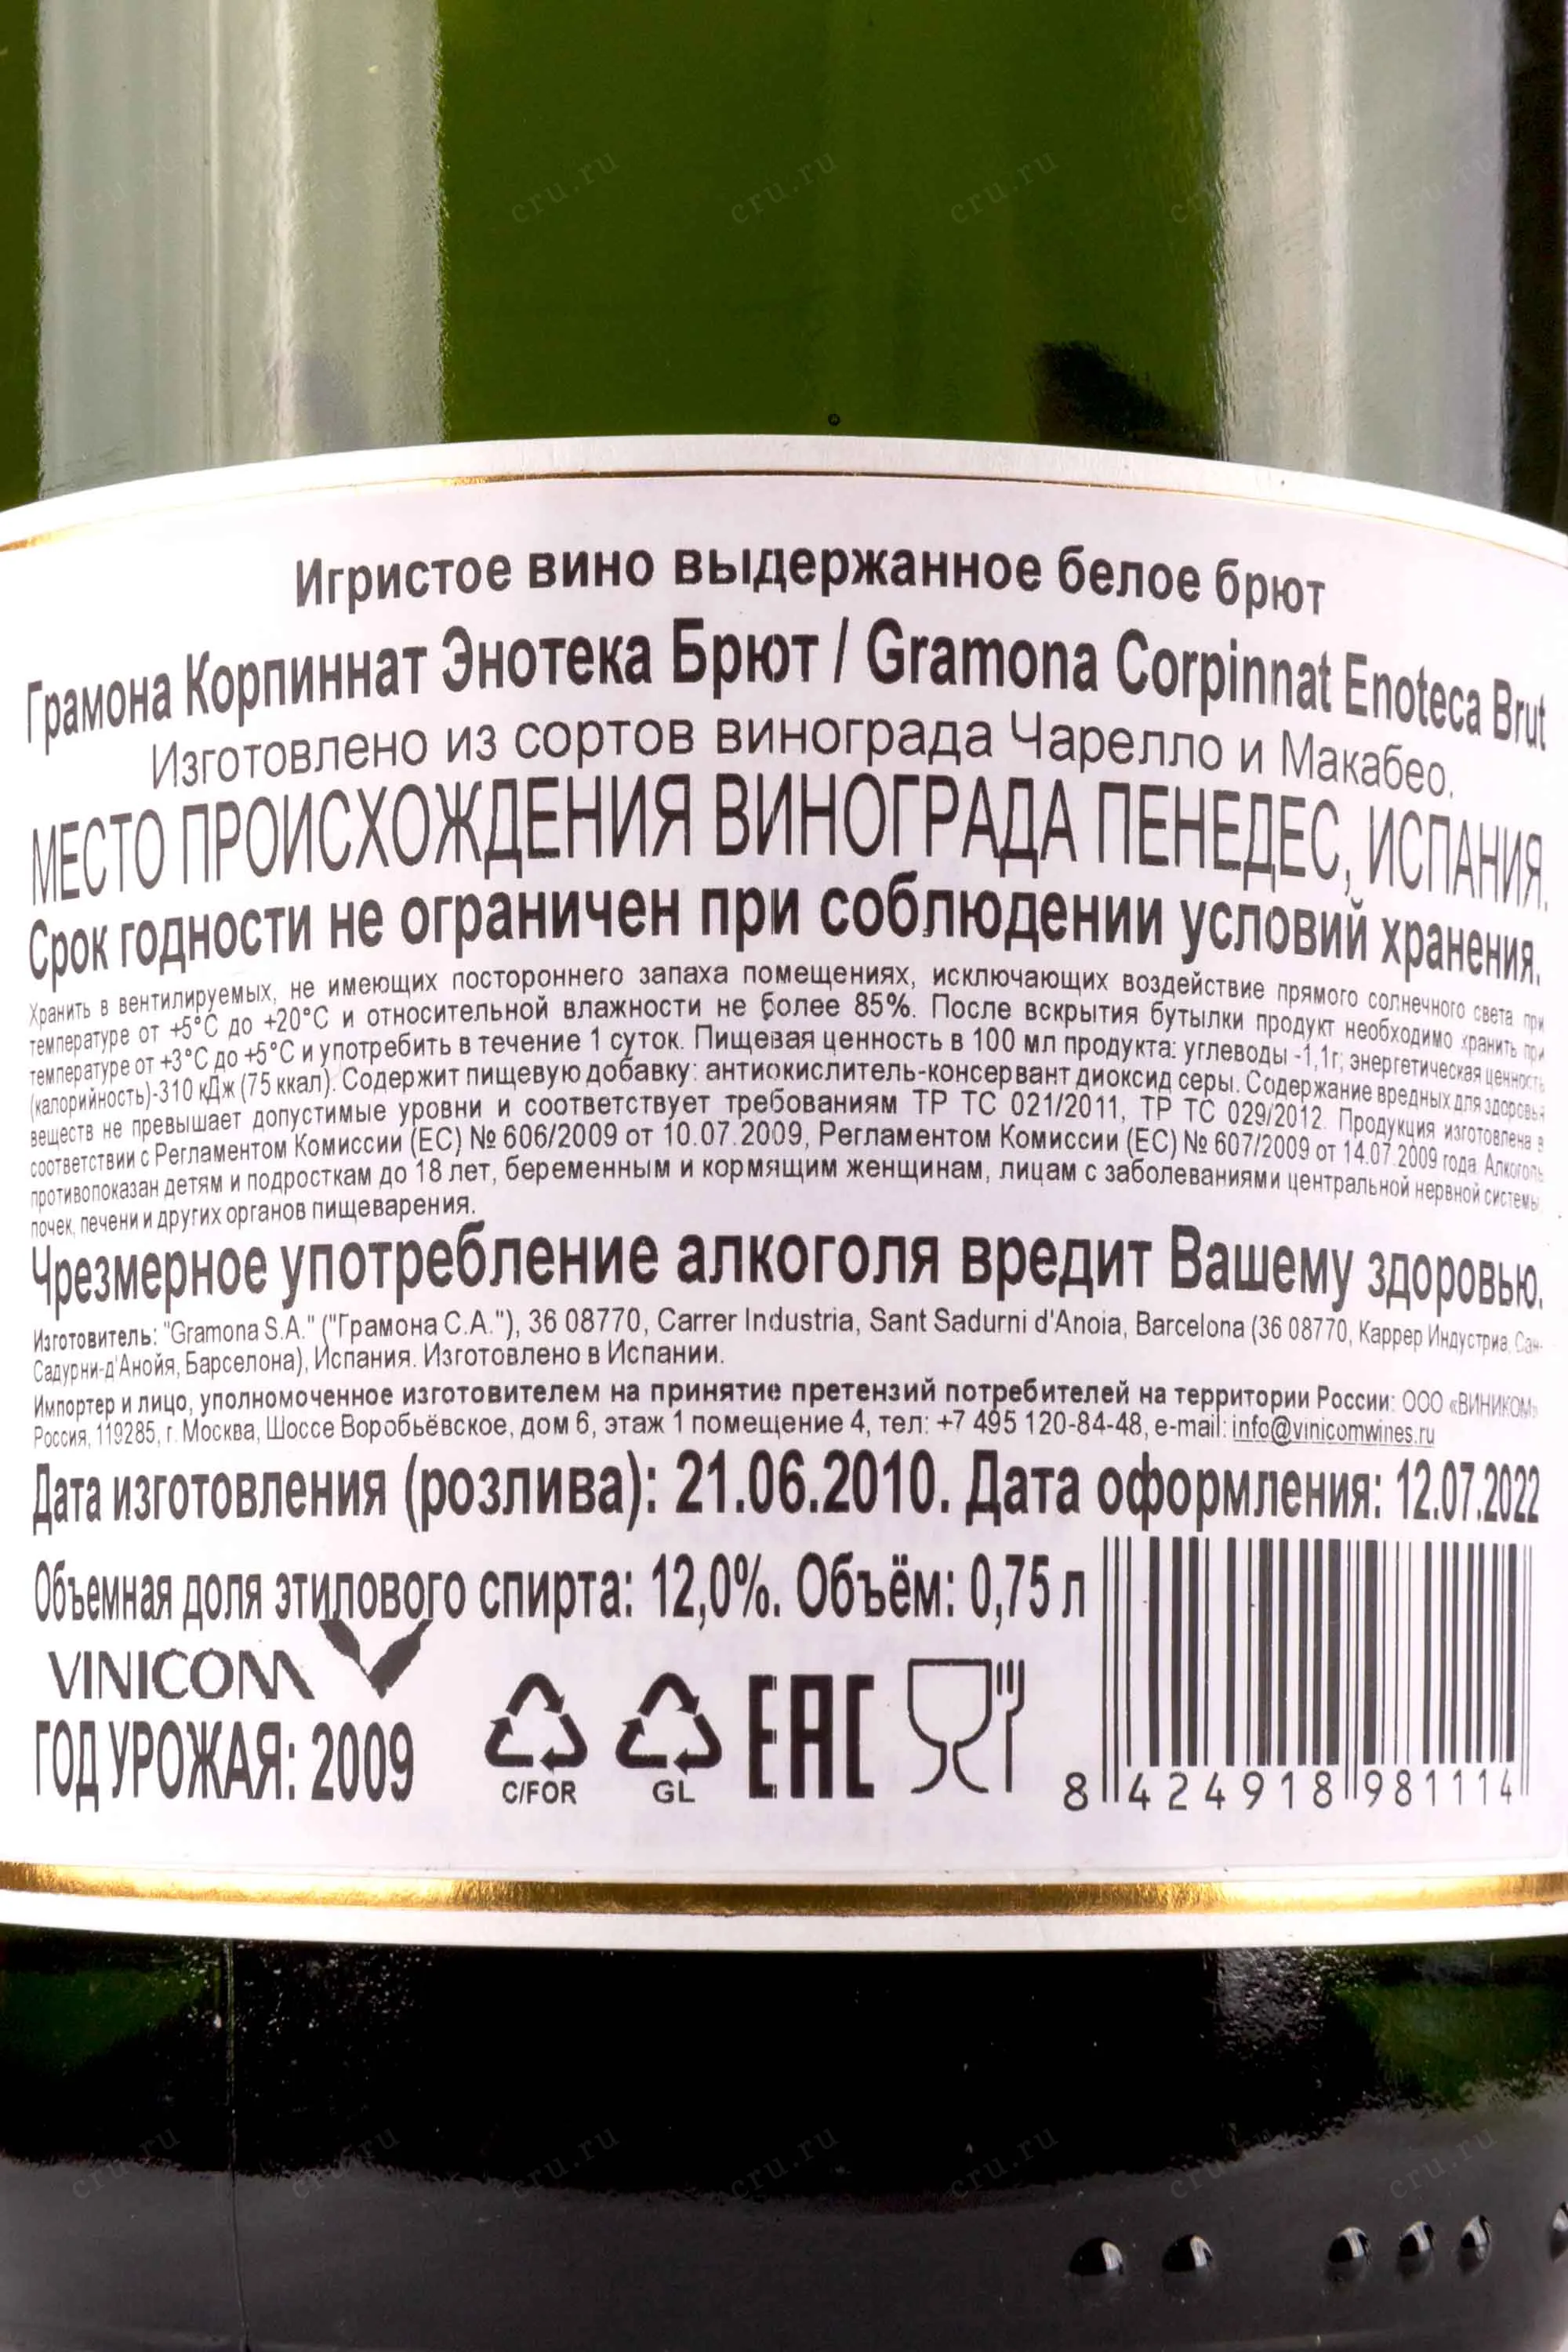 Игристое вино выдержанное белое брют
Грамона Корпиннат Энотека Брют / Gramona Corpinnat Enoteca Brut
Изготовлено из сортов винограда Чарелло и Макабео.
МЕСТО ПРОИСХОЖДЕНИЯ ВИНОГРАДА ПЕНЕДЕС, ИСПАНИЯ.
Срок годности не ограничен при соблюдении условий хранения.
Хранить в вентилируемых, не имеющих постороннего запаха помещениях, исключающих воздействие прямого солнечного света при
температуре от +5°С до +20°С и относительной влажности не более 85%. После вскрытия бутылки продукт необходимо хранить при
температуре от +3°С до +5°С и употребить в течение 1 суток. Пищевая ценность в 100 мл продукта: углеводы -1,1г; энергетическая ценность
(калорийность)-310 кДж (75 ккал). Содержит пищевую добавку: антиокислитель-консервант диоксид серы. Содержание вредных для здоровья
веществ не превышает допустимые уровни и соответствует требованиям ТР ТС 021/2011, ТР ТС 029/2012. Продукция изготовлена в
соответствии с Регламентом Комиссии (ЕС) № 606/2009 от 10.07.2009, Регламентом Комиссии (ЕС) № 607/2009 от 14.07.2009 года. Алкоголь
противопоказан детям и подросткам до 18 лет, беременным и кормящим женщинам, лицам с заболеваниями центральной нервной системы
почек, печени и других органов пищеварения.
Чрезмерное употребление алкоголя вредит Вашему здоровью.
Изготовитель: "Gramona S.A." ("Грамона С.А."), 36 08770, Carrer Industria, Sant Sadurni d'Anoia, Barcelona (36 08770, Каррер Индустриа, Сан-
Садурни-д'Анойя, Барселона), Испания. Изготовлено в Испании.
Импортер и лицо, уполномоченное изготовителем на принятие претензий потребителей на территории России: ООО «ВИНИКОМ»
Россия, 119285, г. Москва, Шоссе Воробьёвское, дом 6, этаж 1 помещение 4, тел: +7 495 120-84-48, e-mail: info@vinicomwines.ru
Дата изготовления (розлива): 21.06.2010. Дата оформления: 12.07.2022
Объемная доля этилового спирта: 12,0%. Объём: 0,75 л
VINICOM
ГОД УРОЖАЯ: 2009
C/FOR
GL
EAC
8 424918 981114
cru.ru